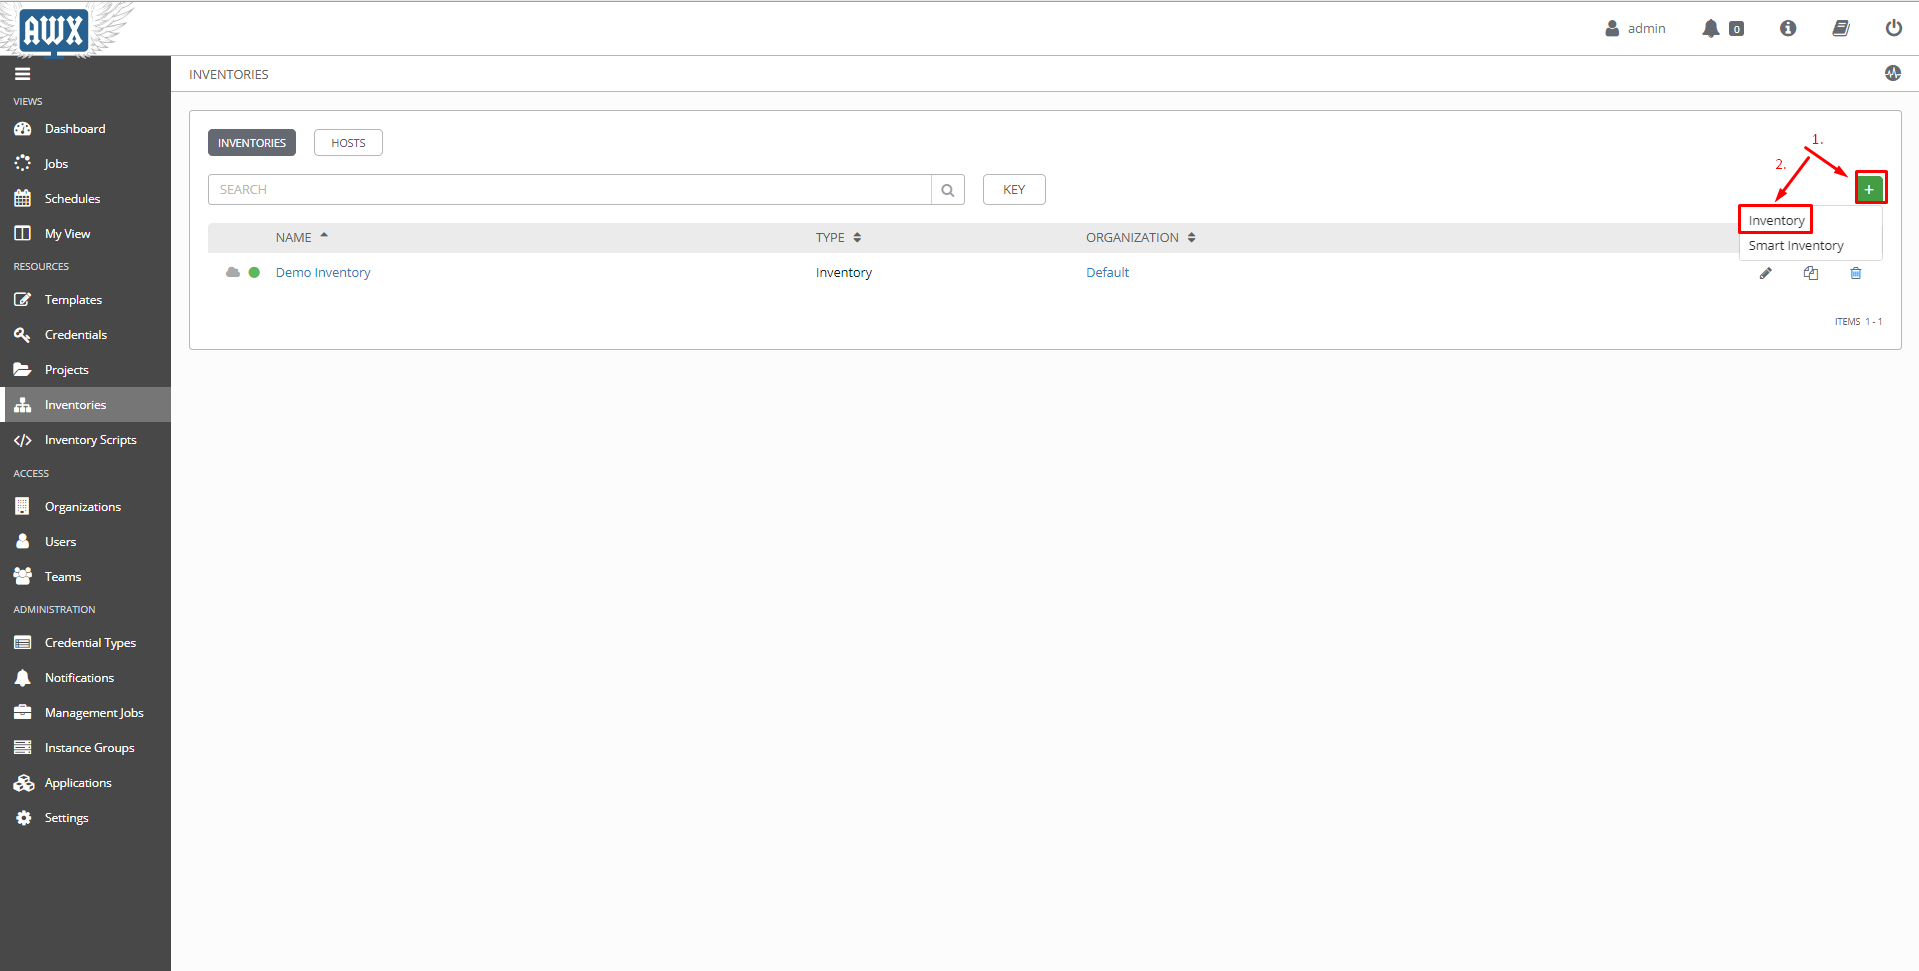 AWX
admin
0
INVENTORIES
VIEWS
Dashboard
Jobs
Schedules
My View
RESOURCES
Templates
Credentials
Projects
Inventories
Inventory Scripts
ACCESS
Organizations
Users
Teams
ADMINISTRATION
Credential Types
Notifications
Management Jobs
Instance Groups
Applications
Settings
INVENTORIES HOSTS
1.
2.
SEARCH KEY +
Inventory
Smart Inventory
NAME TYPE ORGANIZATION
Demo Inventory Inventory Default
ITEMS 1 - 1